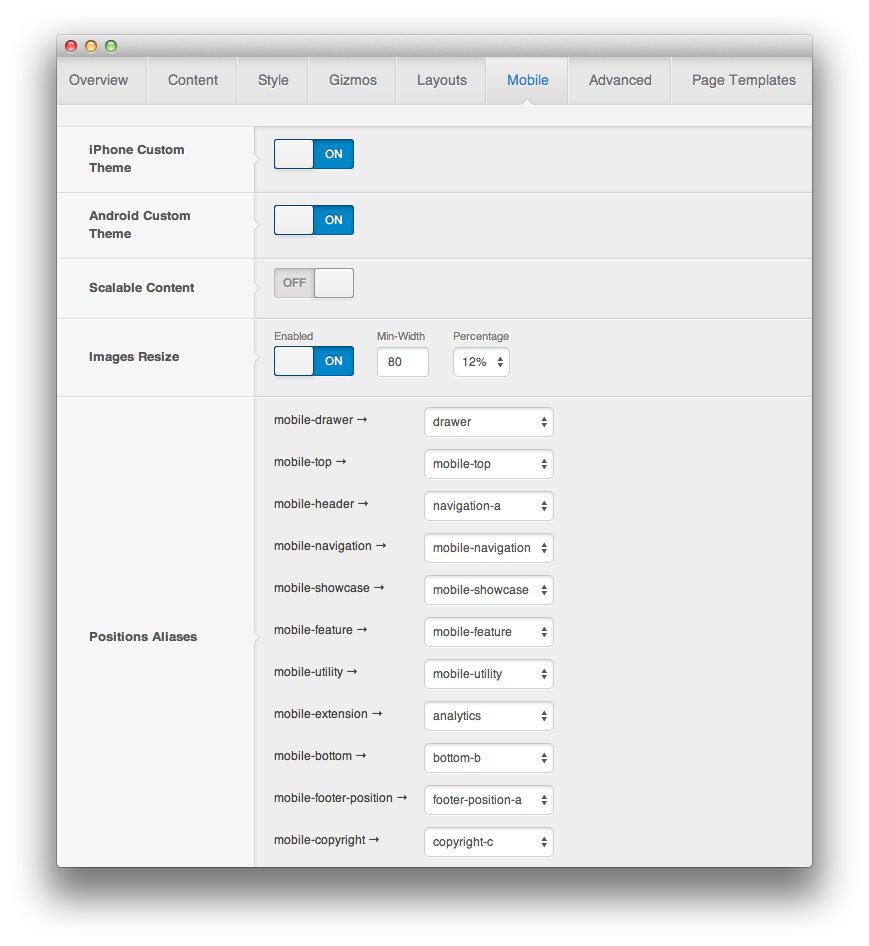 Overview Content Style Gizmos Layouts Mobile Advanced Page Templates
iPhone Custom
Theme
ON
Android Custom
Theme
ON
Scalable Content
OFF
Images Resize
Enabled Min-Width Percentage
ON 80 12%
Positions Aliases
mobile-drawer → drawer
mobile-top → mobile-top
mobile-header → navigation-a
mobile-navigation → mobile-navigation
mobile-showcase → mobile-showcase
mobile-feature → mobile-feature
mobile-utility → mobile-utility
mobile-extension → analytics
mobile-bottom → bottom-b
mobile-footer-position → footer-position-a
mobile-copyright → copyright-c